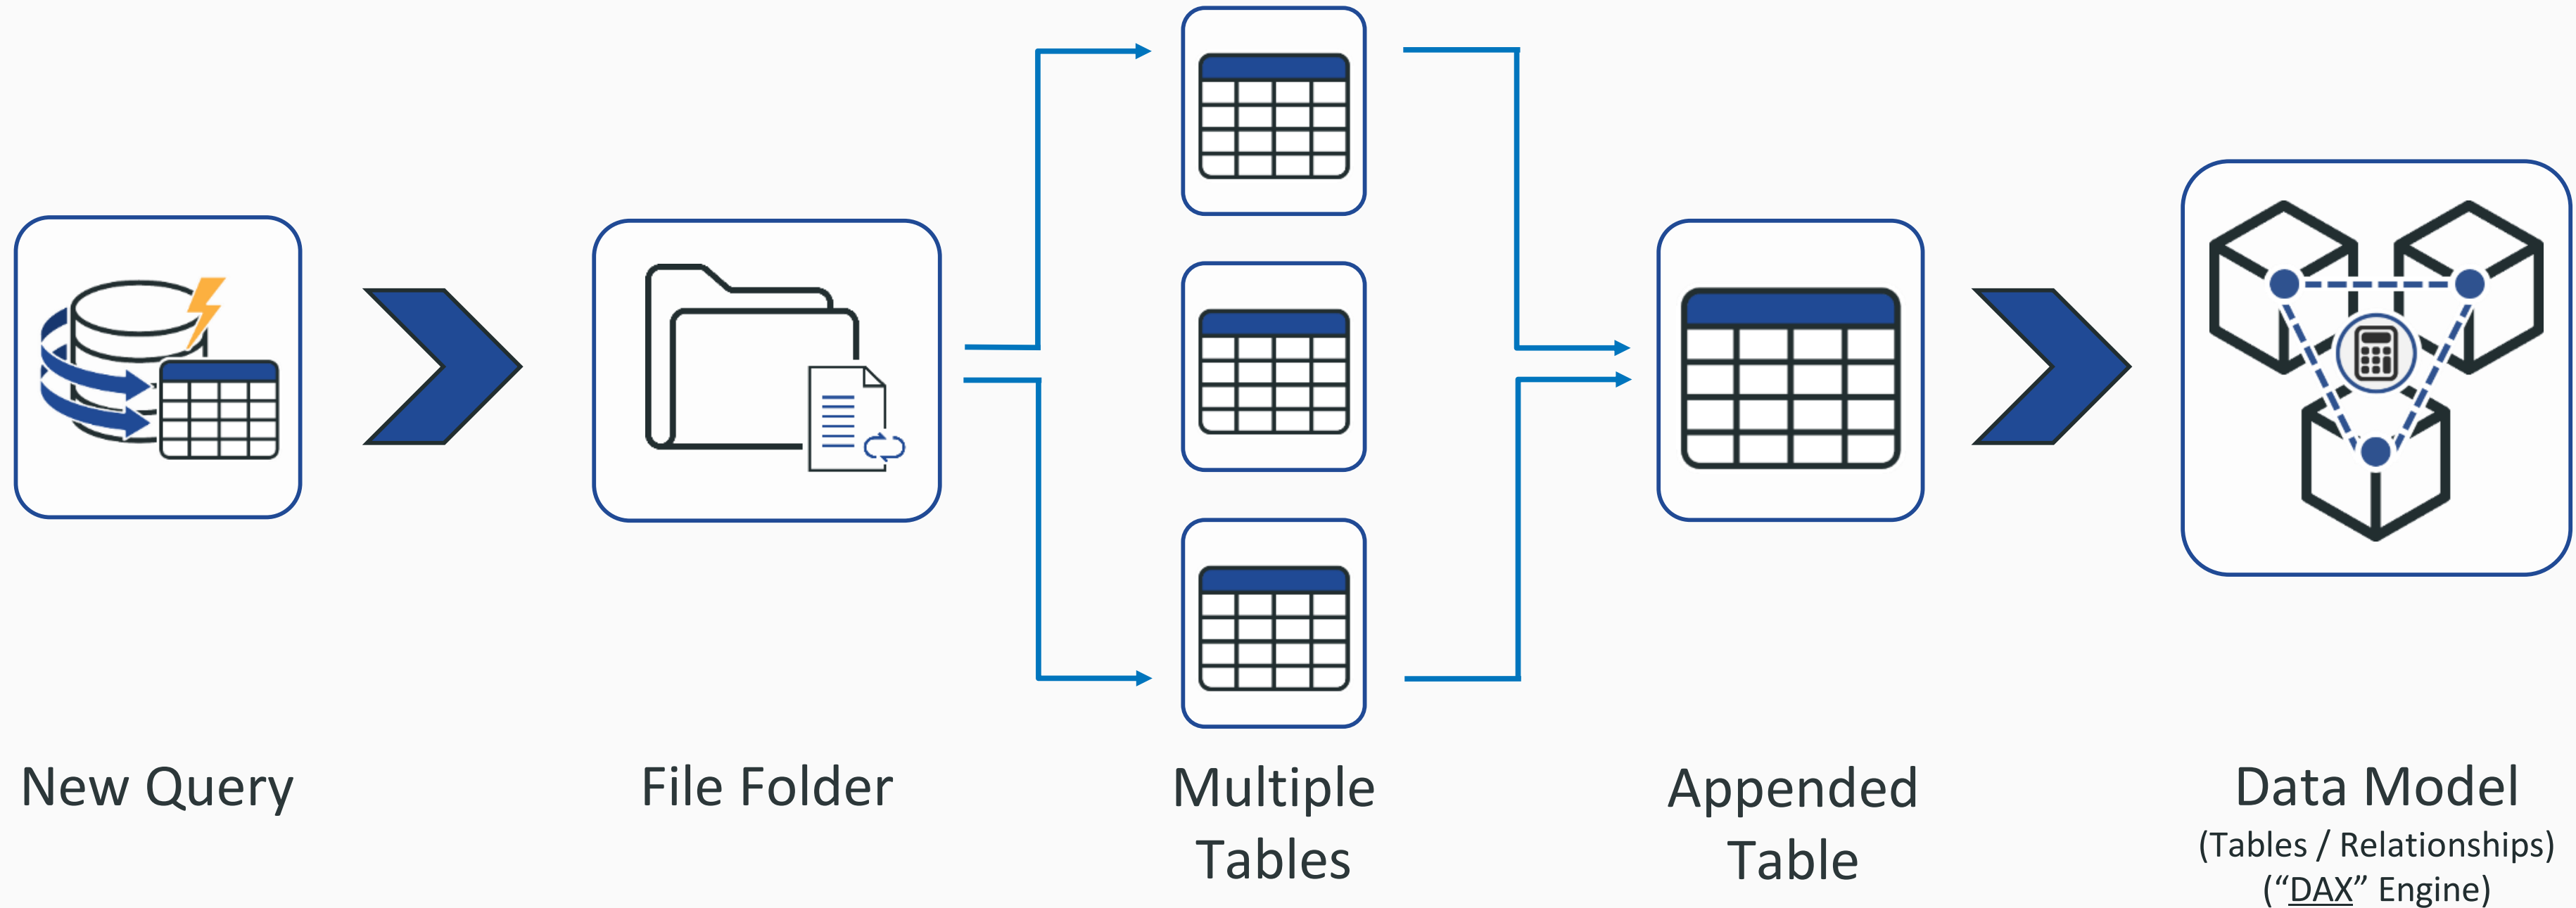 New Query
File Folder
Multiple
Tables
Appended
Table
Data Model
(Tables / Relationships)
(“DAX” Engine)